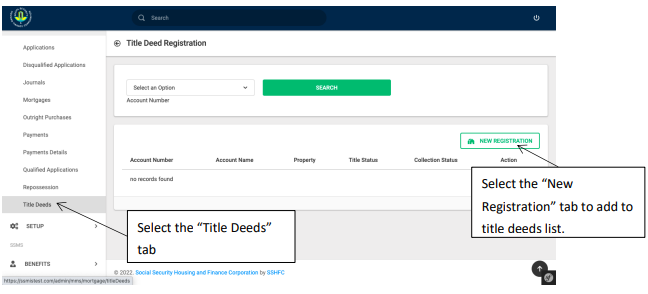 Search
Applications
Disqualified Applications
Journals
Mortgages
Outright Purchases
Payments
Payments Details
Qualified Applications
Repossession
Title Deeds
SETUP
SSMS
BENEFITS
https://ssmstest.com/admin/mms/mortgage/titleDeeds
Title Deed Registration
Select an Option
SEARCH
Account Number
NEW REGISTRATION
Account Number Account Name Property Title Status Collection Status Action
no records found
Select the “Title Deeds”
tab
Select the “New
Registration” tab to add to
title deeds list.
© 2022, Social Security Housing and Finance Corporation by SSHFC